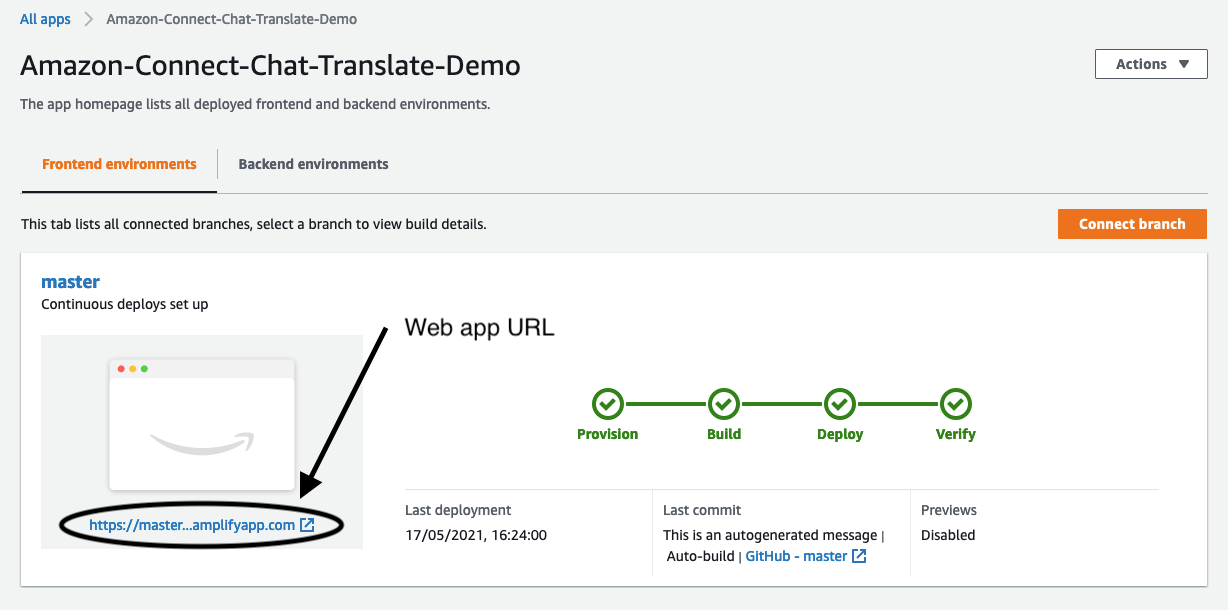 All apps > Amazon-Connect-Chat-Translate-Demo
Amazon-Connect-Chat-Translate-Demo
Actions ▼
The app homepage lists all deployed frontend and backend environments.
Frontend environments
Backend environments
This tab lists all connected branches, select a branch to view build details.
Connect branch
master
Continuous deploys set up
Web app URL
https://master...amplifyapp.com
Provision
Build
Deploy
Verify
Last deployment
17/05/2021, 16:24:00
Last commit
This is an autogenerated message |
Auto-build | GitHub - master
Previews
Disabled